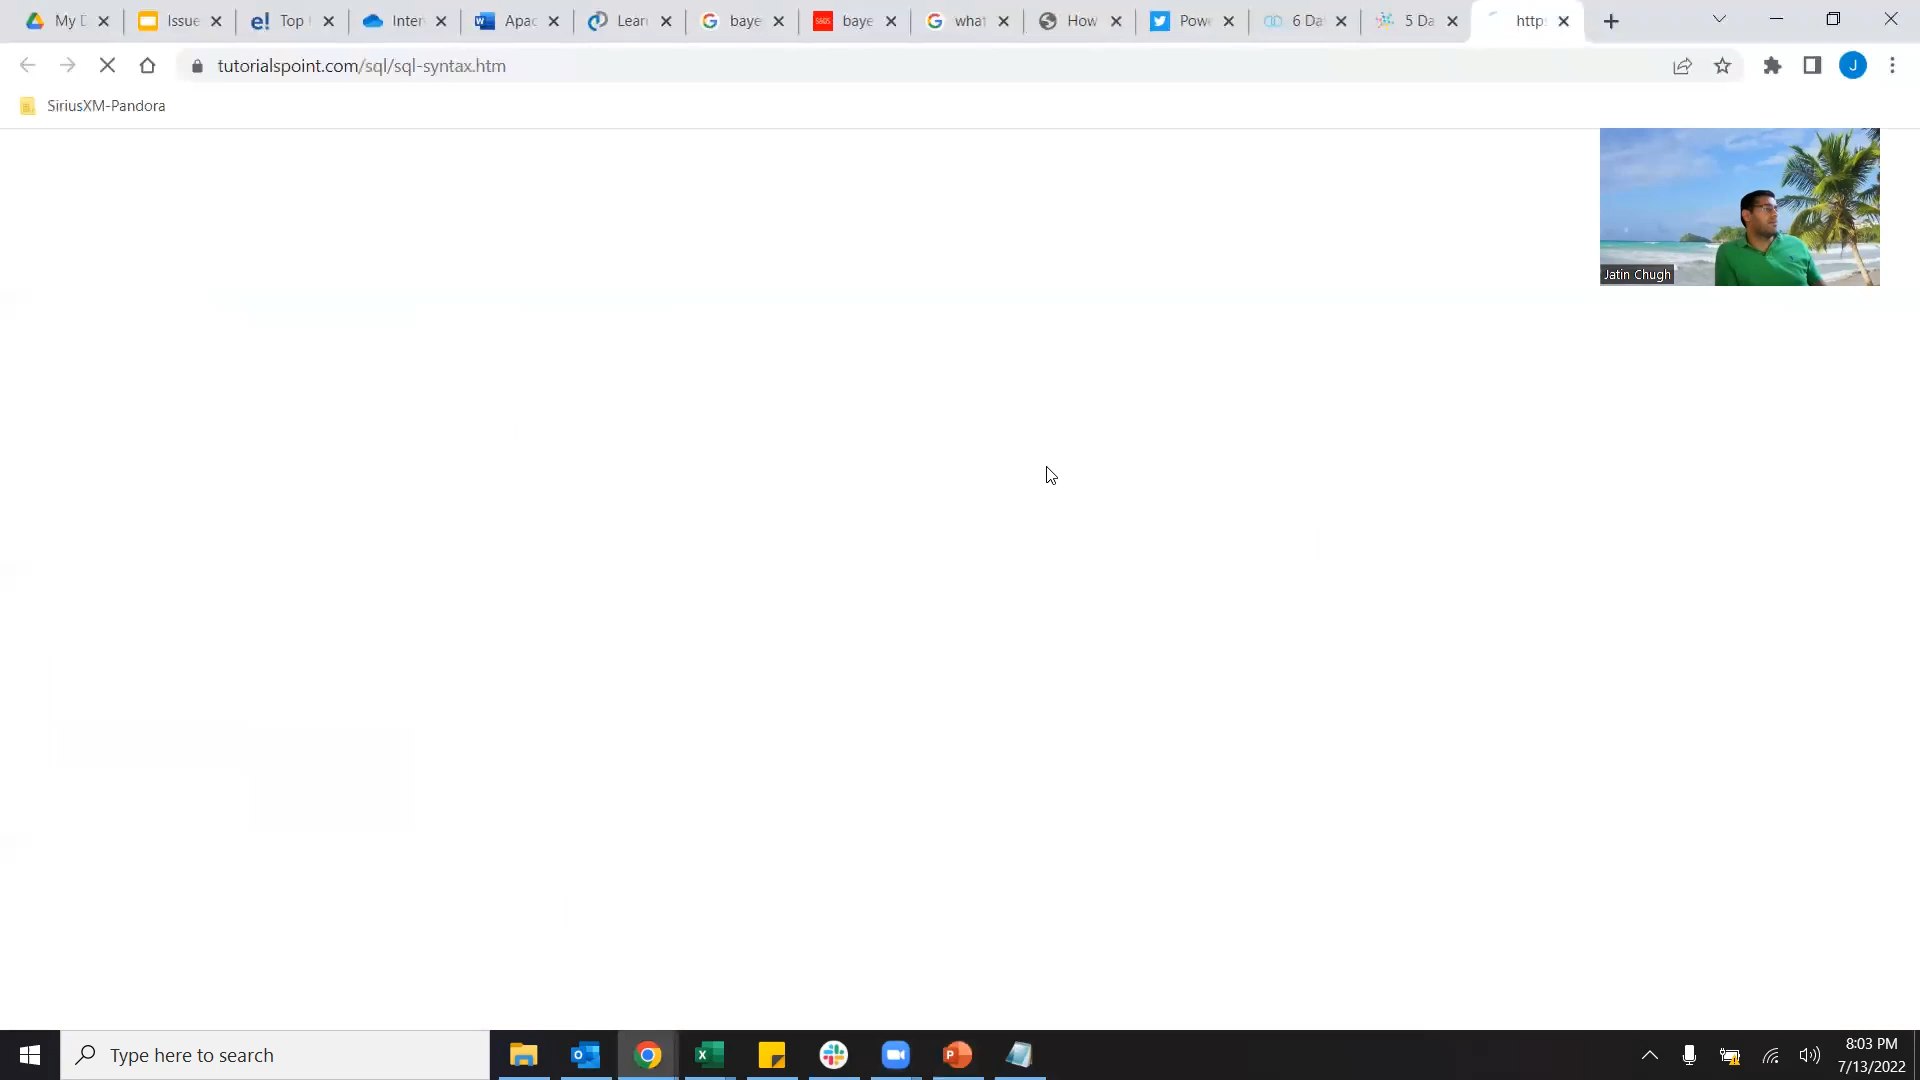 My D
Issue
Top
Inter
Apac
Lear
baye
baye
what
How
Powe
6 Da
5 Da
http
tutorialspoint.com/sql/sql-syntax.htm
J
SiriusXM-Pandora
Jatin Chugh
Type here to search
8:03 PM
7/13/2022